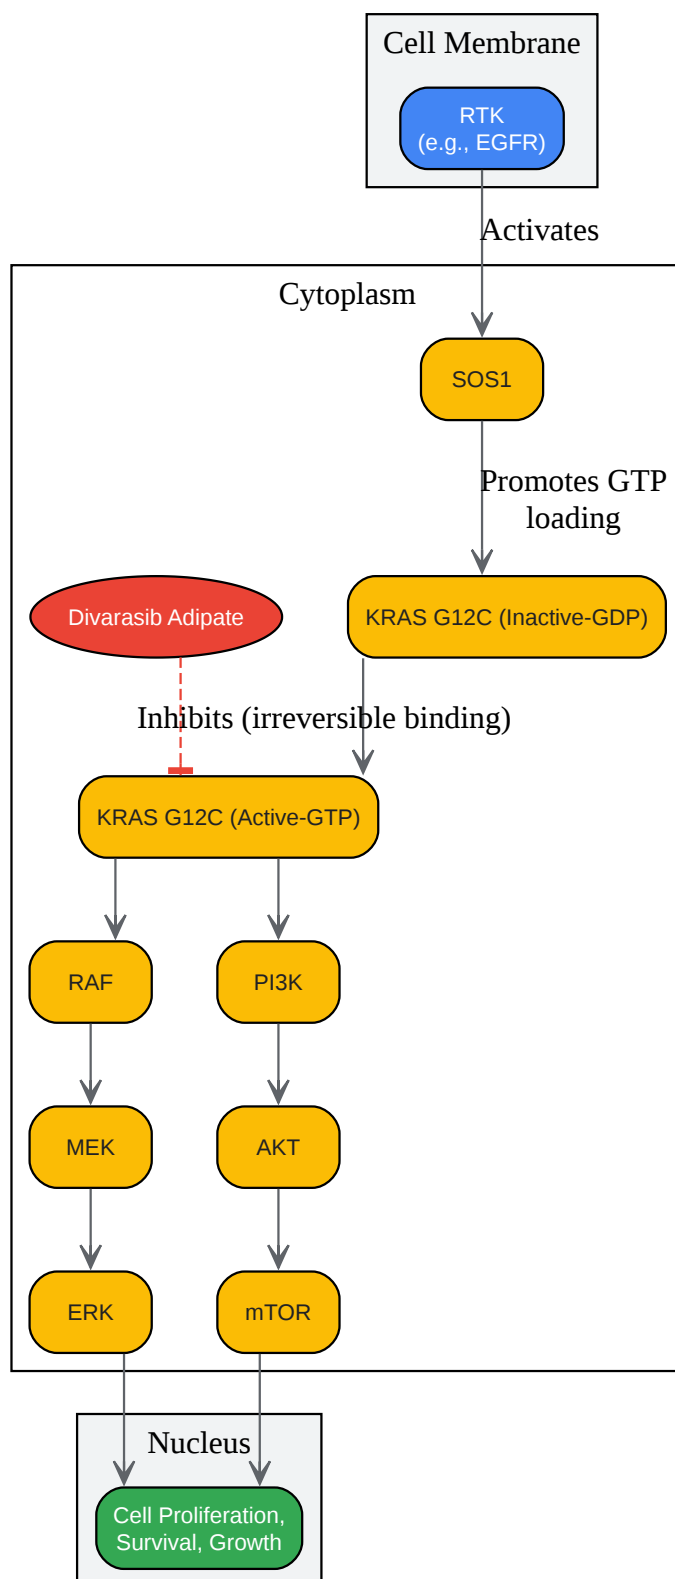 Cell Membrane
RTK
(e.g., EGFR)
Activates
Cytoplasm
SOS1
Promotes GTP
loading
Divarasib Adipate
KRAS G12C (Inactive-GDP)
Inhibits (irreversible binding)
KRAS G12C (Active-GTP)
RAF
PI3K
MEK
AKT
ERK
mTOR
Nucleus
Cell Proliferation,
Survival, Growth